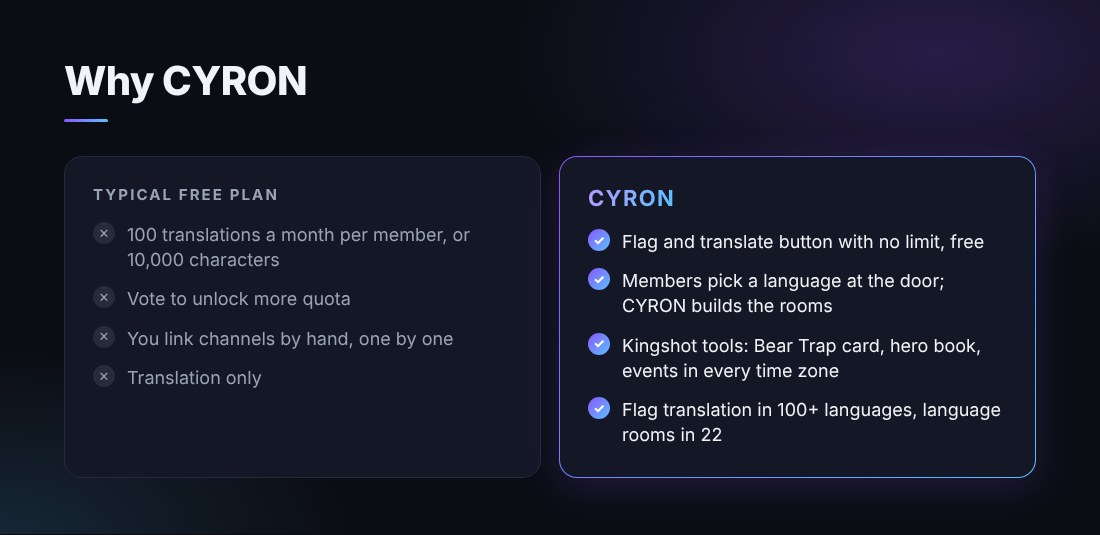 Why CYRON
TYPICAL FREE PLAN
100 translations a month per member, or
10,000 characters
Vote to unlock more quota
You link channels by hand, one by one
Translation only
CYRON
Flag and translate button with no limit, free
Members pick a language at the door;
CYRON builds the rooms
Kingshot tools: Bear Trap card, hero book,
events in every time zone
Flag translation in 100+ languages, language
rooms in 22